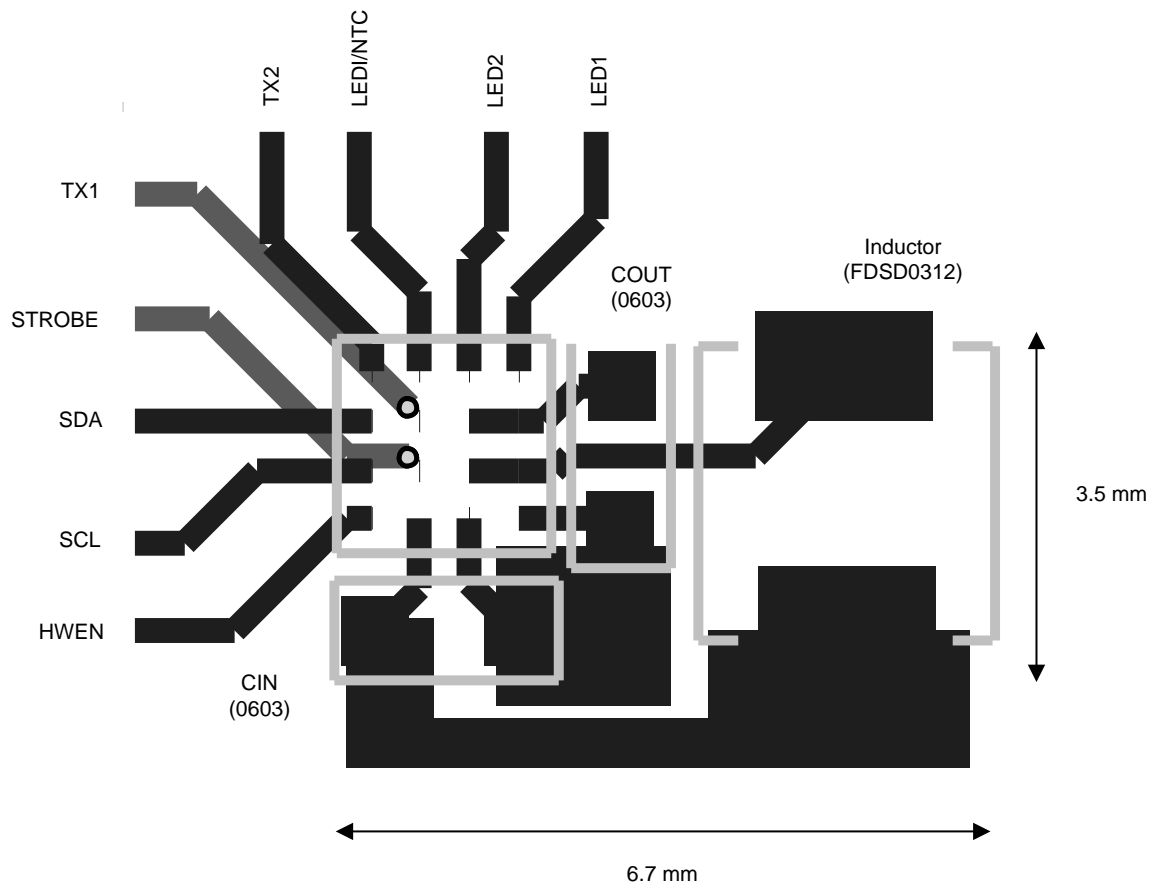 TX2
LEDI/NTC
LED2
LED1
TX1
Inductor
(FDSD0312)
COUT
(0603)
STROBE
SDA
3.5 mm
SCL
HWEN
CIN
(0603)
6.7 mm